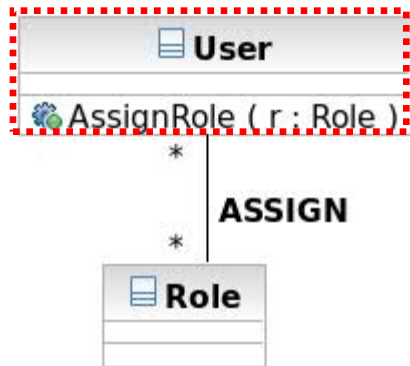 User
AssignRole ( r : Role )
*
ASSIGN
*
Role